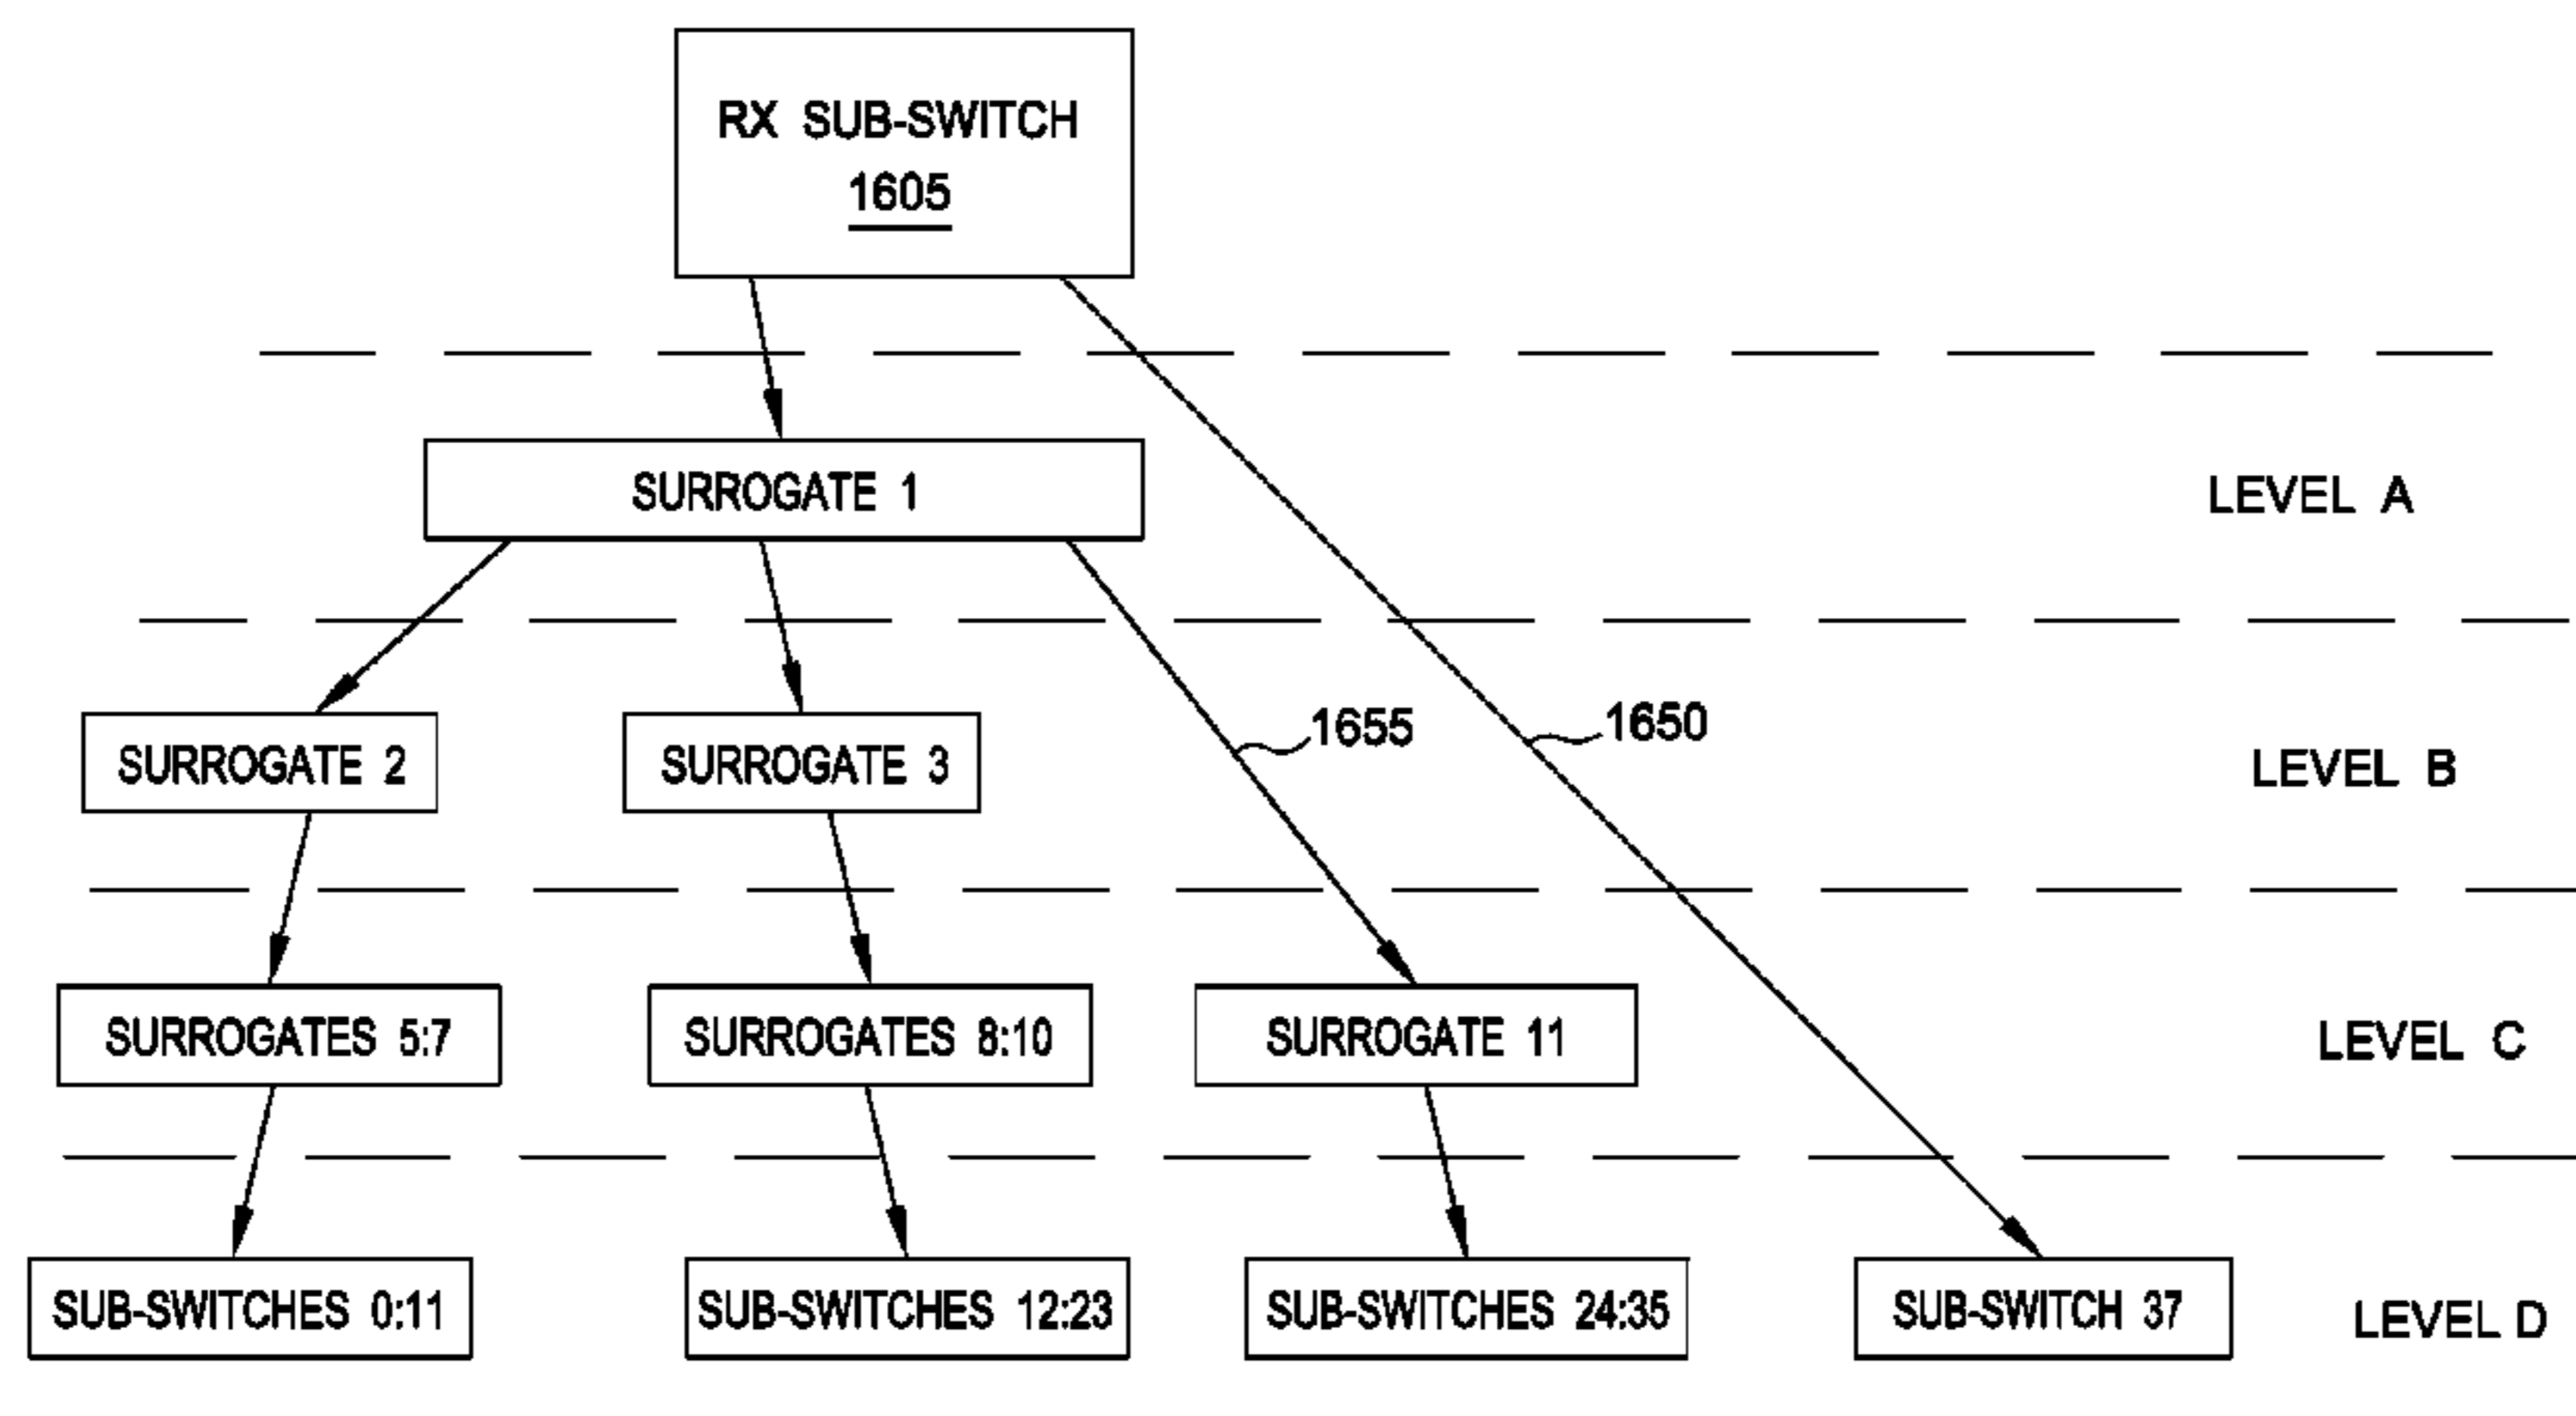 RX SUB-SWITCH
1605
SURROGATE 1
LEVEL A
1655
1650
SURROGATE 2
SURROGATE 3
LEVEL B
SURROGATES 5:7
SURROGATES 8:10
SURROGATE 11
LEVEL C
SUB-SWITCHES 0:11
SUB-SWITCHES 12:23
SUB-SWITCHES 24:35
SUB-SWITCH 37
LEVEL D